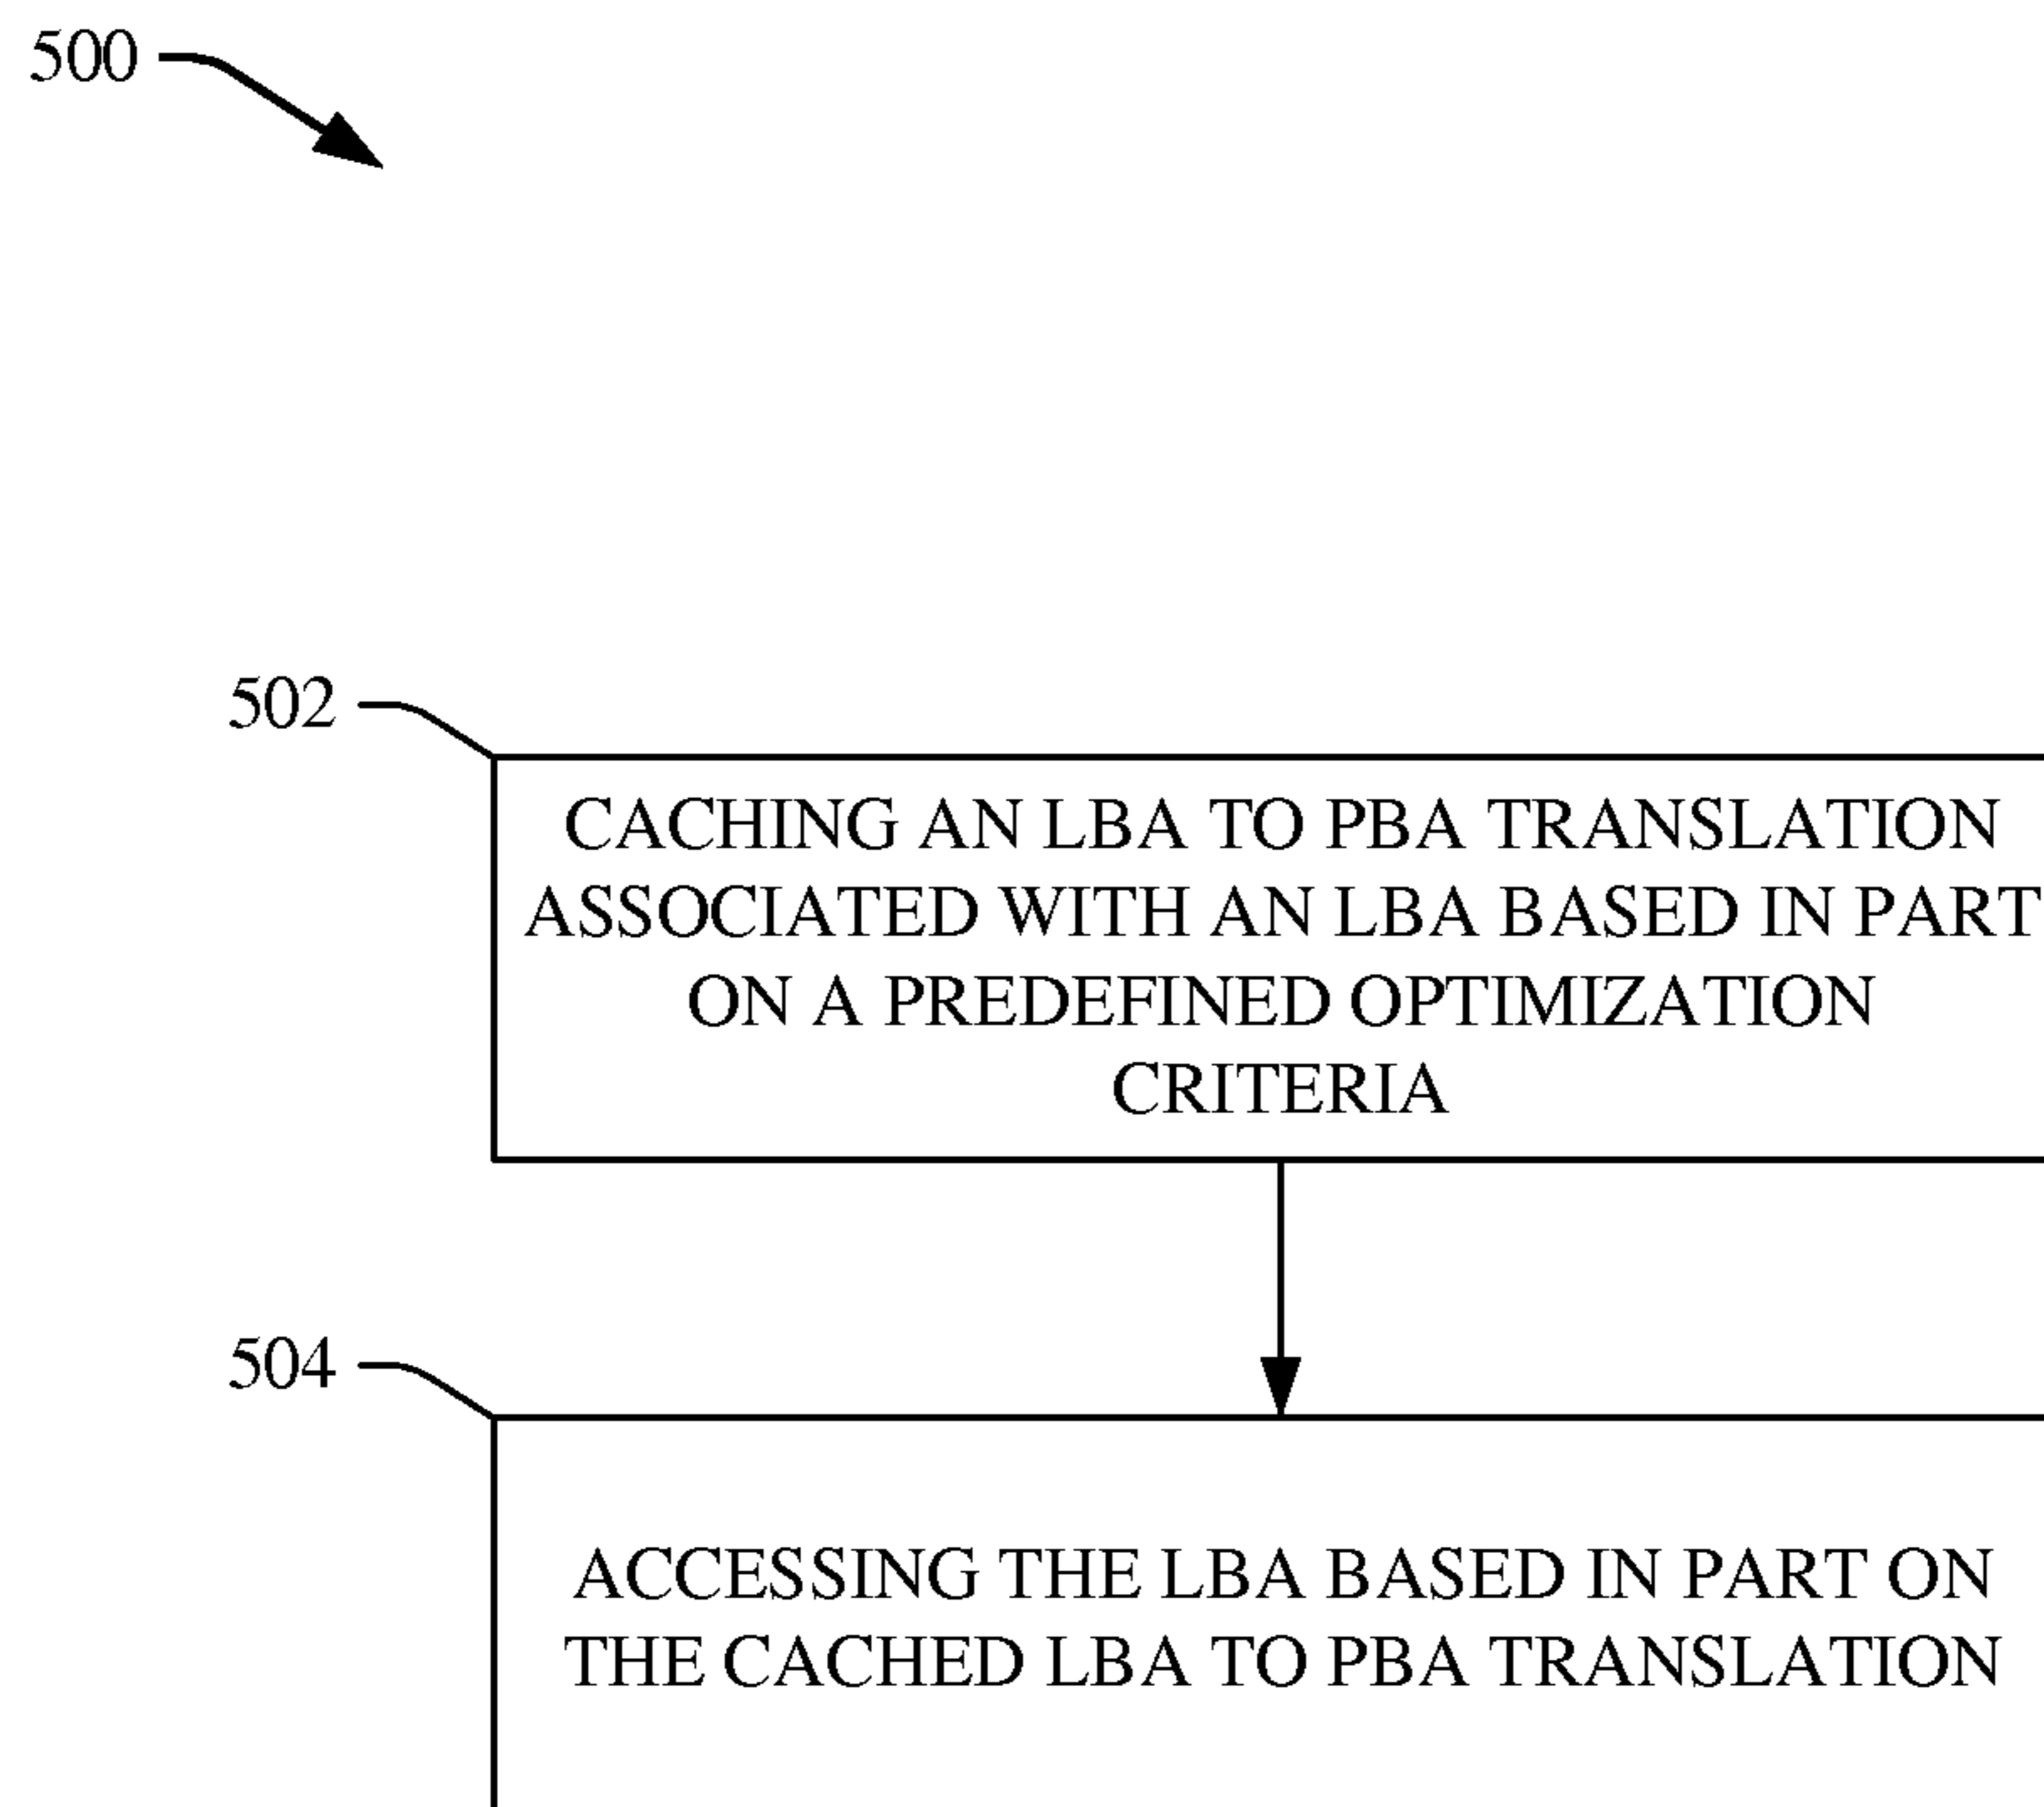 500
502
CACHING AN LBA TO PBA TRANSLATION
ASSOCIATED WITH AN LBA BASED IN PART
ON A PREDEFINED OPTIMIZATION
CRITERIA
504
ACCESSING THE LBA BASED IN PART ON
THE CACHED LBA TO PBA TRANSLATION